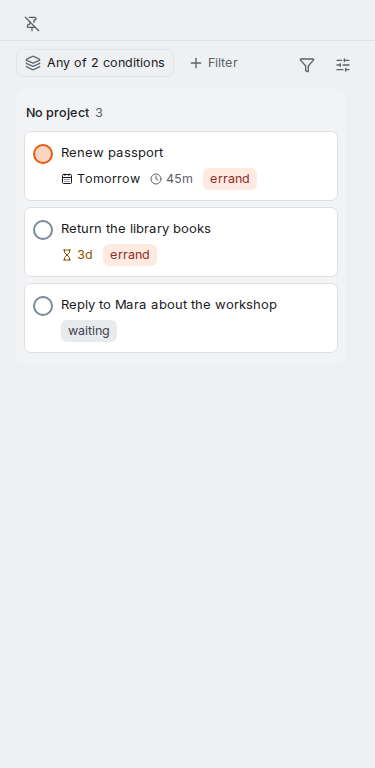 Any of 2 conditions
Filter
No project 3
Renew passport
Tomorrow 45m errand
Return the library books
3d errand
Reply to Mara about the workshop
waiting